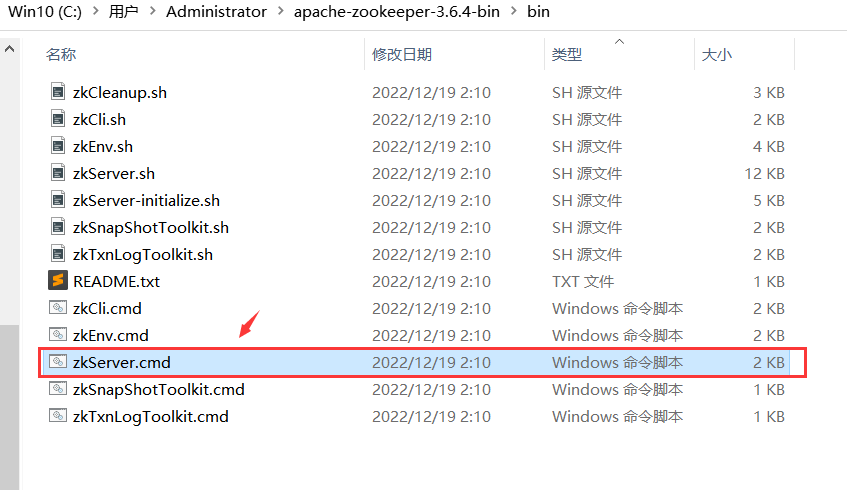 Win10 (C:) > 用户 > Administrator > apache-zookeeper-3.6.4-bin > bin
名称 修改日期 类型 大小
zkCleanup.sh 2022/12/19 2:10 SH 源文件 3 KB
zkCli.sh 2022/12/19 2:10 SH 源文件 2 KB
zkEnv.sh 2022/12/19 2:10 SH 源文件 4 KB
zkServer.sh 2022/12/19 2:10 SH 源文件 12 KB
zkServer-initialize.sh 2022/12/19 2:10 SH 源文件 5 KB
zkSnapShotToolkit.sh 2022/12/19 2:10 SH 源文件 2 KB
zkTxnLogToolkit.sh 2022/12/19 2:10 SH 源文件 2 KB
README.txt 2022/12/19 2:10 TXT 文件 1 KB
zkCli.cmd 2022/12/19 2:10 Windows 命令脚本 2 KB
zkEnv.cmd 2022/12/19 2:10 Windows 命令脚本 2 KB
zkServer.cmd 2022/12/19 2:10 Windows 命令脚本 2 KB
zkSnapShotToolkit.cmd 2022/12/19 2:10 Windows 命令脚本 1 KB
zkTxnLogToolkit.cmd 2022/12/19 2:10 Windows 命令脚本 1 KB